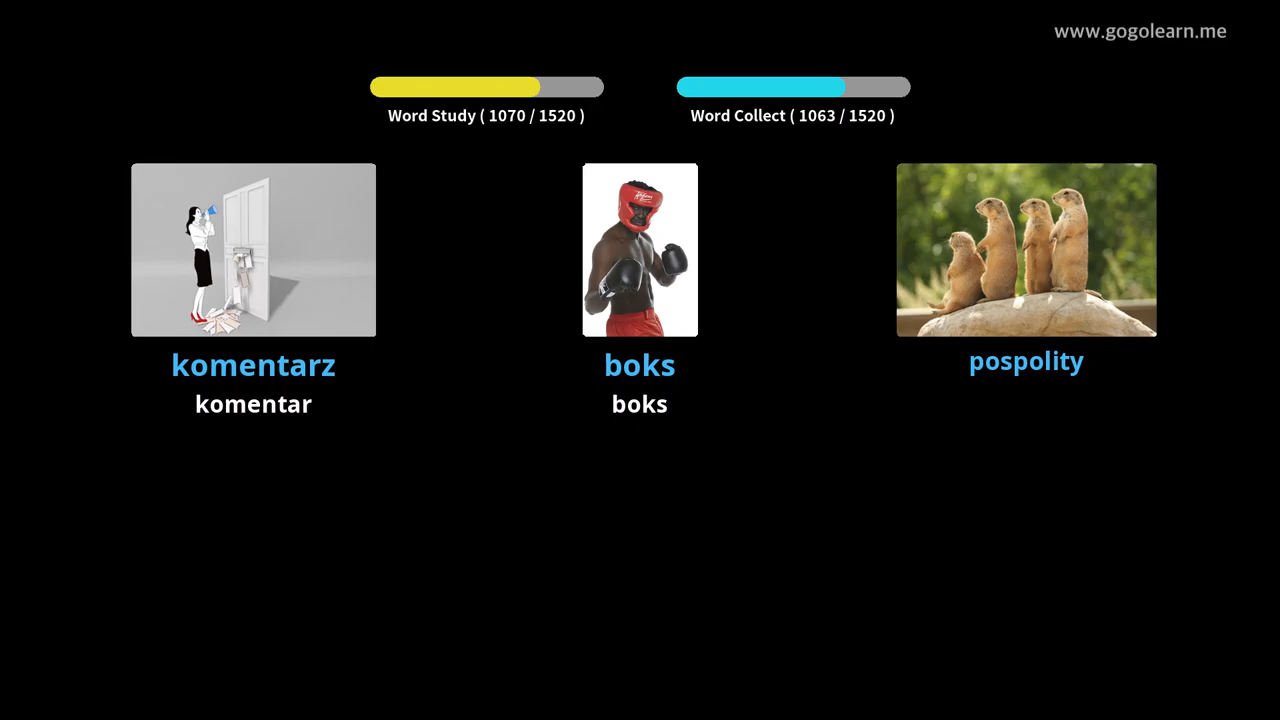 www.gogolearn.me
Word Study ( 1070 / 1520 )
Word Collect ( 1063 / 1520 )
komentarz
boks
pospolity
komentar
boks